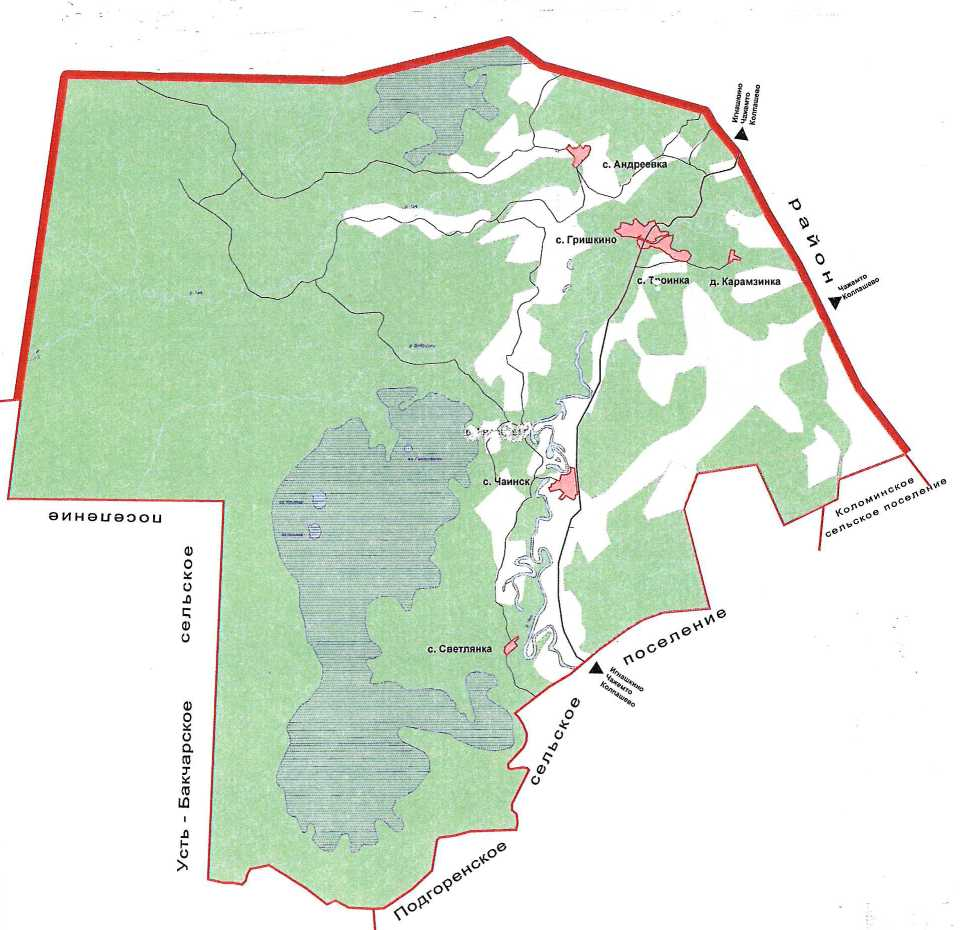 Игнашкино
Чажемто
Колпашево
с. Андреевка
район
с. Гришкино
с. Троинка
д. Карамзинка
Чажемто
Колпашево
с. Чаинск
Коломинское
сельское поселение
поселение
сельское
Усть - Бакчарское
с. Светлянка
Игнашкино
Чажемто
Колпашево
поселение
сельское
Подгоренское